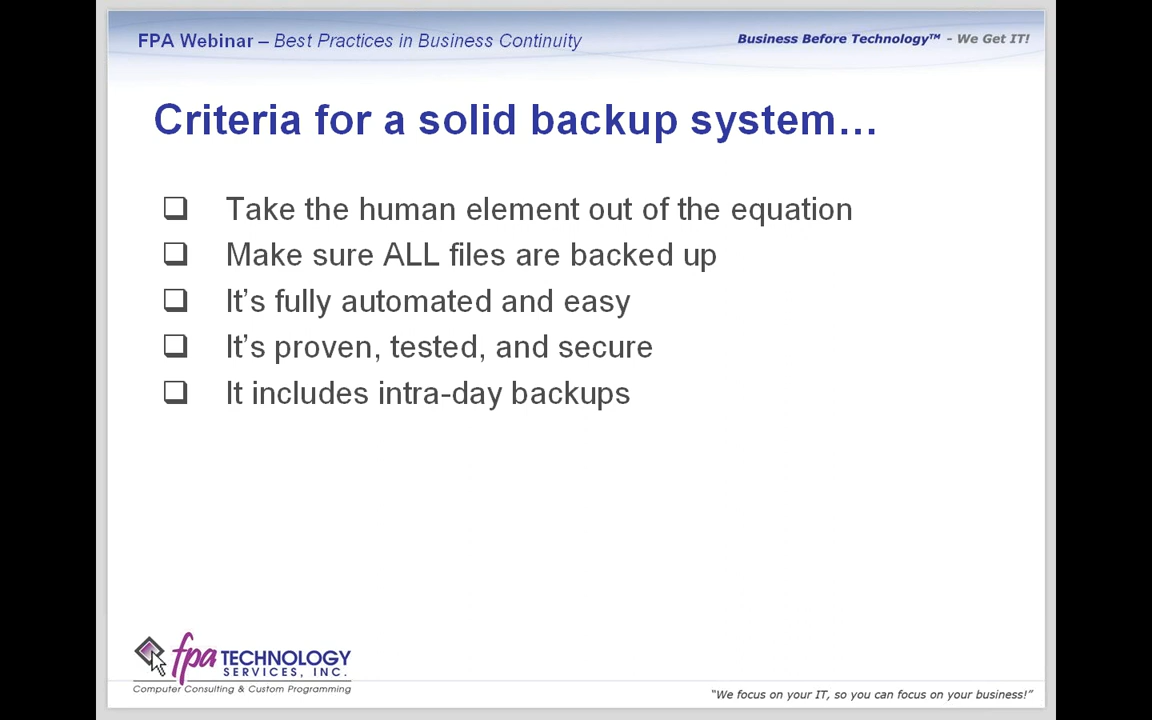 FPA Webinar – Best Practices in Business Continuity
Business Before Technology™ - We Get IT!
Criteria for a solid backup system…
❑ Take the human element out of the equation
❑ Make sure ALL files are backed up
❑ It’s fully automated and easy
❑ It’s proven, tested, and secure
❑ It includes intra-day backups
fpa TECHNOLOGY
SERVICES, INC.
Computer Consulting & Custom Programming
“We focus on your IT, so you can focus on your business!”